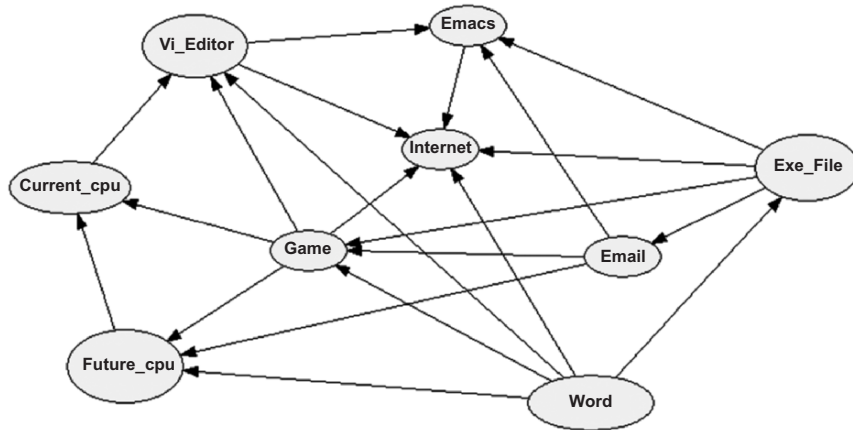 Emacs
Vi_Editor
Internet
Exe_File
Current_cpu
Game
Email
Future_cpu
Word